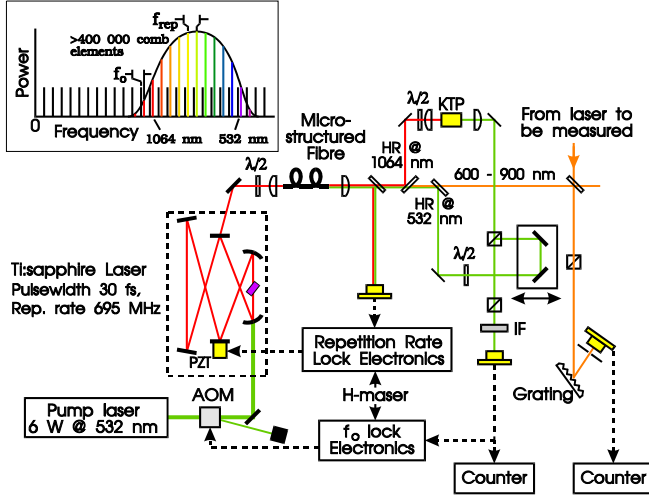 f_rep
>400 000 comb
elements
f_o
Power
0
Frequency
1064 nm
532 nm
Micro-
structured
Fibre
λ/2
λ/2
KTP
HR @
1064 nm
HR @
532 nm
600 - 900 nm
From laser to
be measured
λ/2
Ti:sapphire Laser
Pulsewidth 30 fs,
Rep. rate 695 MHz
PZT
IF
Grating
Repetition Rate
Lock Electronics
H-maser
AOM
Pump laser
6 W @ 532 nm
f_o lock
Electronics
Counter
Counter